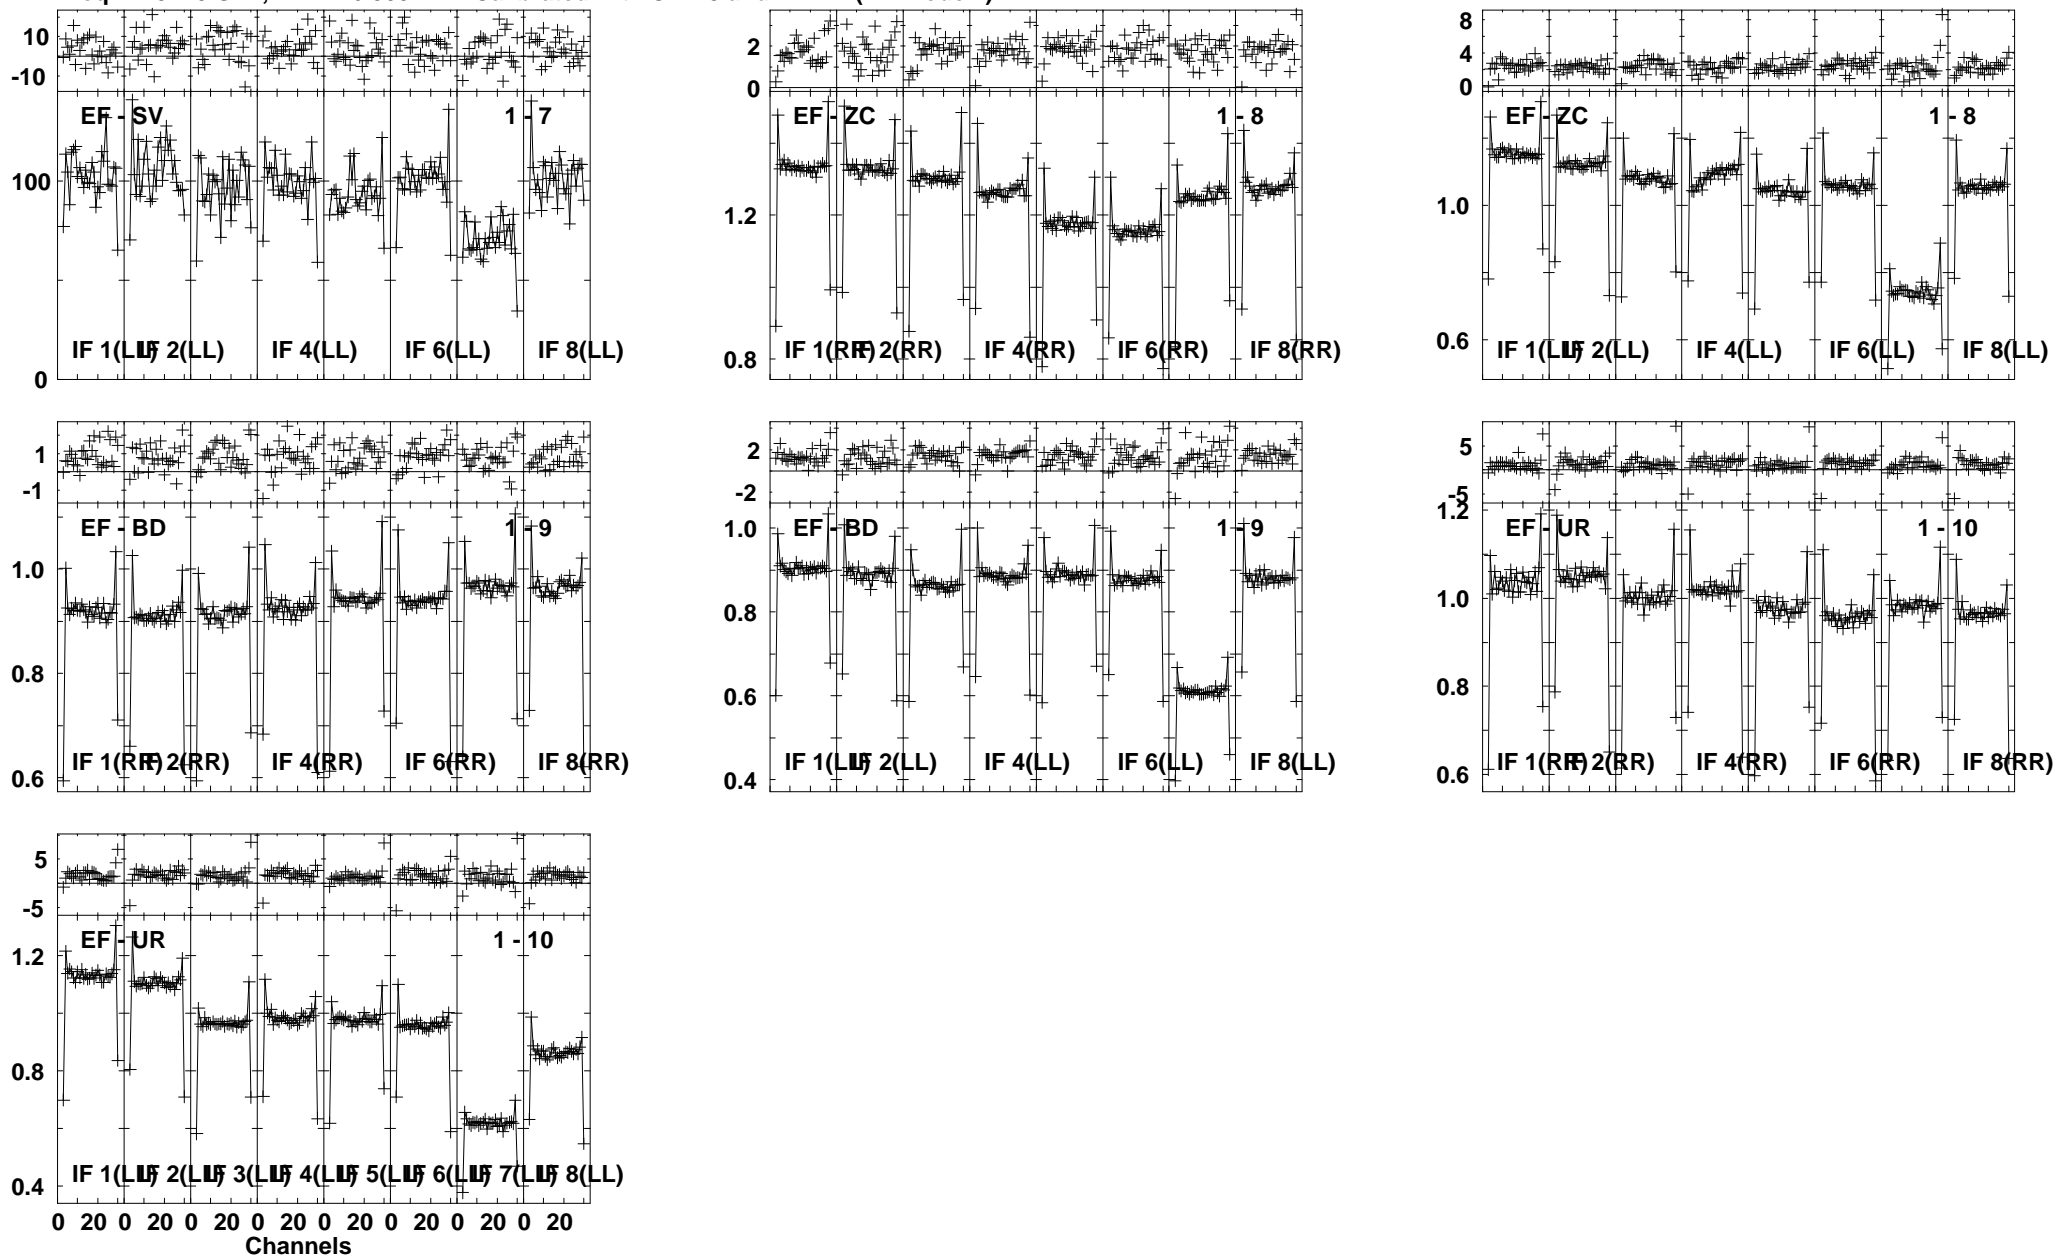 10
-10
EF - SV 1 - 7
100
0
IF 1(LL) IF 2(LL) IF 4(LL) IF 6(LL) IF 8(LL)
2
0
EF - ZC 1 - 8
1.2
0.8
IF 1(RR) IF 2(RR) IF 4(RR) IF 6(RR) IF 8(RR)
8
4
0
EF - ZC 1 - 8
1.0
0.6
IF 1(LL) IF 2(LL) IF 4(LL) IF 6(LL) IF 8(LL)
1
-1
EF - BD 1 - 9
1.0
0.8
0.6
IF 1(RR) IF 2(RR) IF 4(RR) IF 6(RR) IF 8(RR)
2
-2
EF - BD 1 - 9
1.0
0.8
0.6
0.4
IF 1(LL) IF 2(LL) IF 4(LL) IF 6(LL) IF 8(LL)
5
-5
EF - UR 1 - 10
1.2
1.0
0.8
0.6
IF 1(RR) IF 2(RR) IF 4(RR) IF 6(RR) IF 8(RR)
5
-5
EF - UR 1 - 10
1.2
0.8
0.4
IF 1(LL) IF 2(LL) IF 3(LL) IF 4(LL) IF 5(LL) IF 6(LL) IF 7(LL) IF 8(LL)
0 20 0 20 0 20 0 20 0 20 0 20 0 20 0 20
Channels